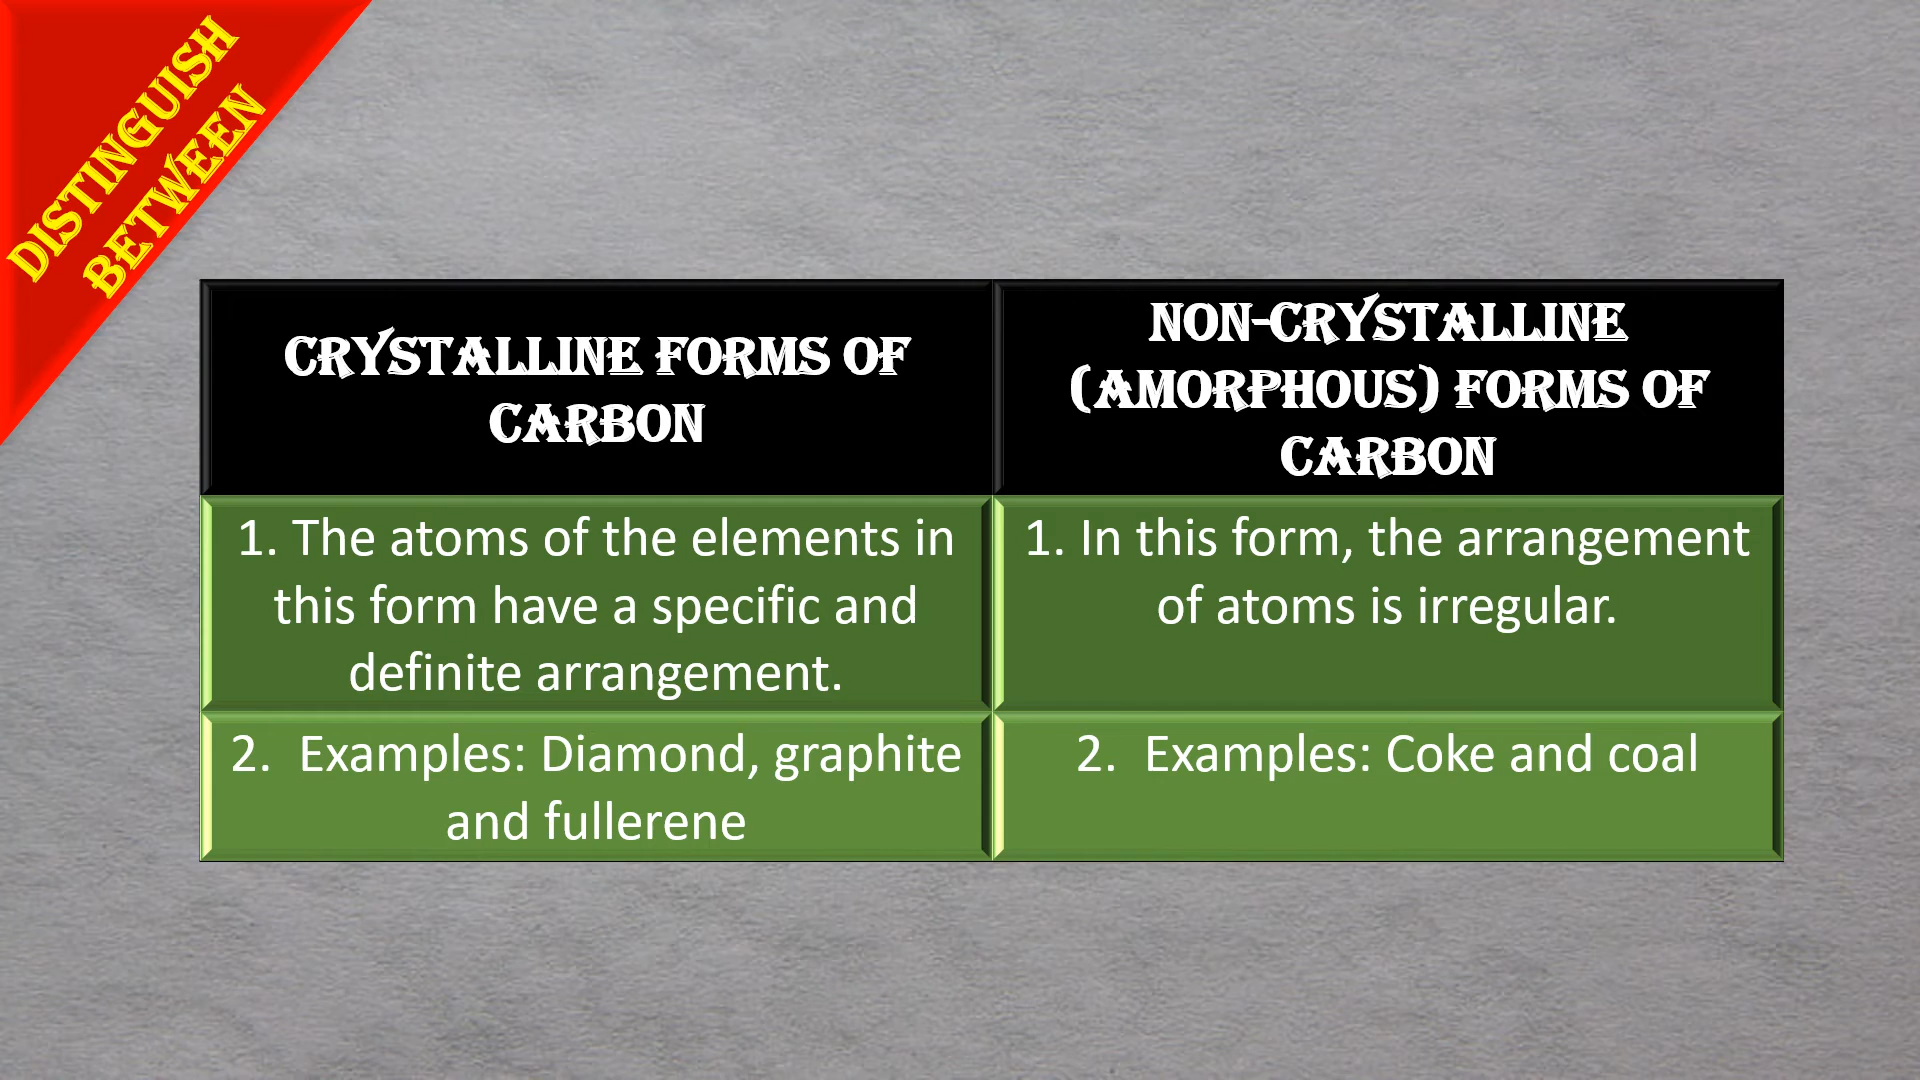 DISTINGUISH
BETWEEN
CRYSTALLINE FORMS OF
CARBON
NON-CRYSTALLINE
(AMORPHOUS) FORMS OF
CARBON
1. The atoms of the elements in
this form have a specific and
definite arrangement.
1. In this form, the arrangement
of atoms is irregular.
2. Examples: Diamond, graphite
and fullerene
2. Examples: Coke and coal